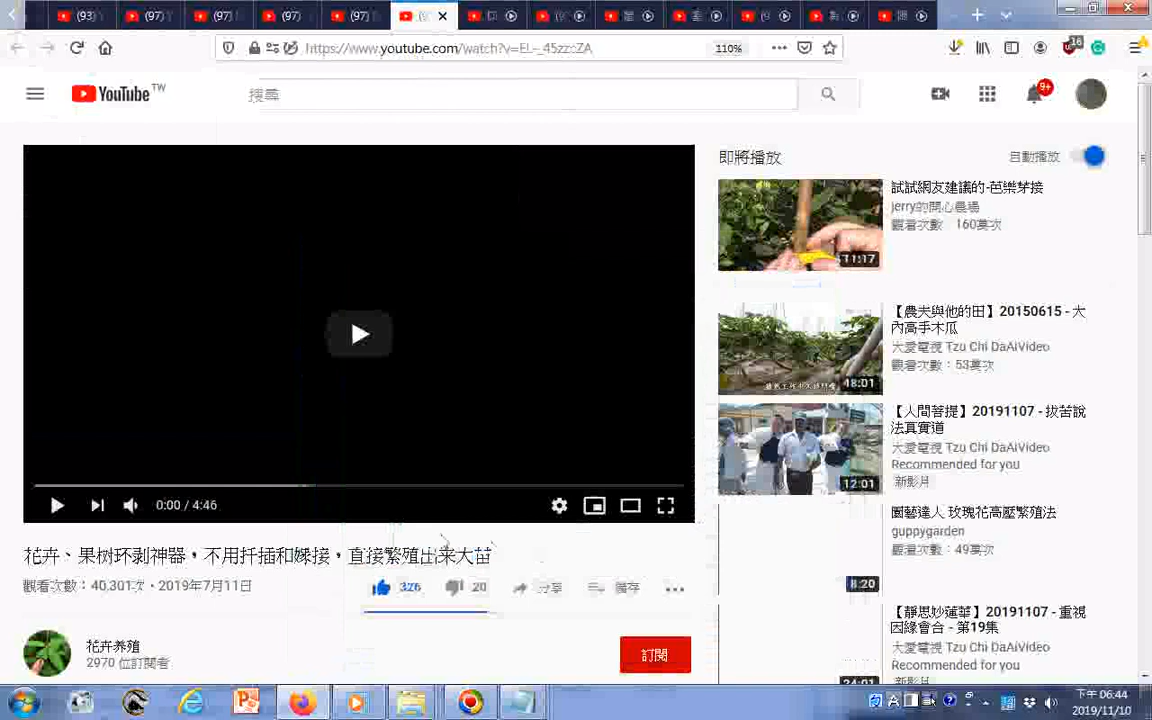 (93)
(97)
(97)
(97)
(97)
https://www.youtube.com/watch?v=EL-_45zzcZA
110%
16
YouTube TW
搜尋
9+
即將播放
自動播放
試試網友建議的-芭樂芽接
jerry的開心農場
觀看次數：160萬次
11:17
【農夫與他的田】20150615 - 大
內高手木瓜
大愛電視 Tzu Chi DaAiVideo
觀看次數：53萬次
48:01
【人間菩提】20191107 - 拔苦說
法真實道
大愛電視 Tzu Chi DaAiVideo
Recommended for you
新影片
12:01
園藝達人 玫瑰花高壓繁殖法
guppygarden
觀看次數：49萬次
8:20
【靜思妙蓮華】20191107 - 重視
因緣會合 - 第19集
大愛電視 Tzu Chi DaAiVideo
Recommended for you
0:00 / 4:46
花卉、果树环剥神器，不用扦插和嫁接，直接繁殖出来大苗
觀看次數：40,301次 • 2019年7月11日
326
20
分享
儲存
花卉养殖
2970 位訂閱者
訂閱
下午 06:44
2019/11/10